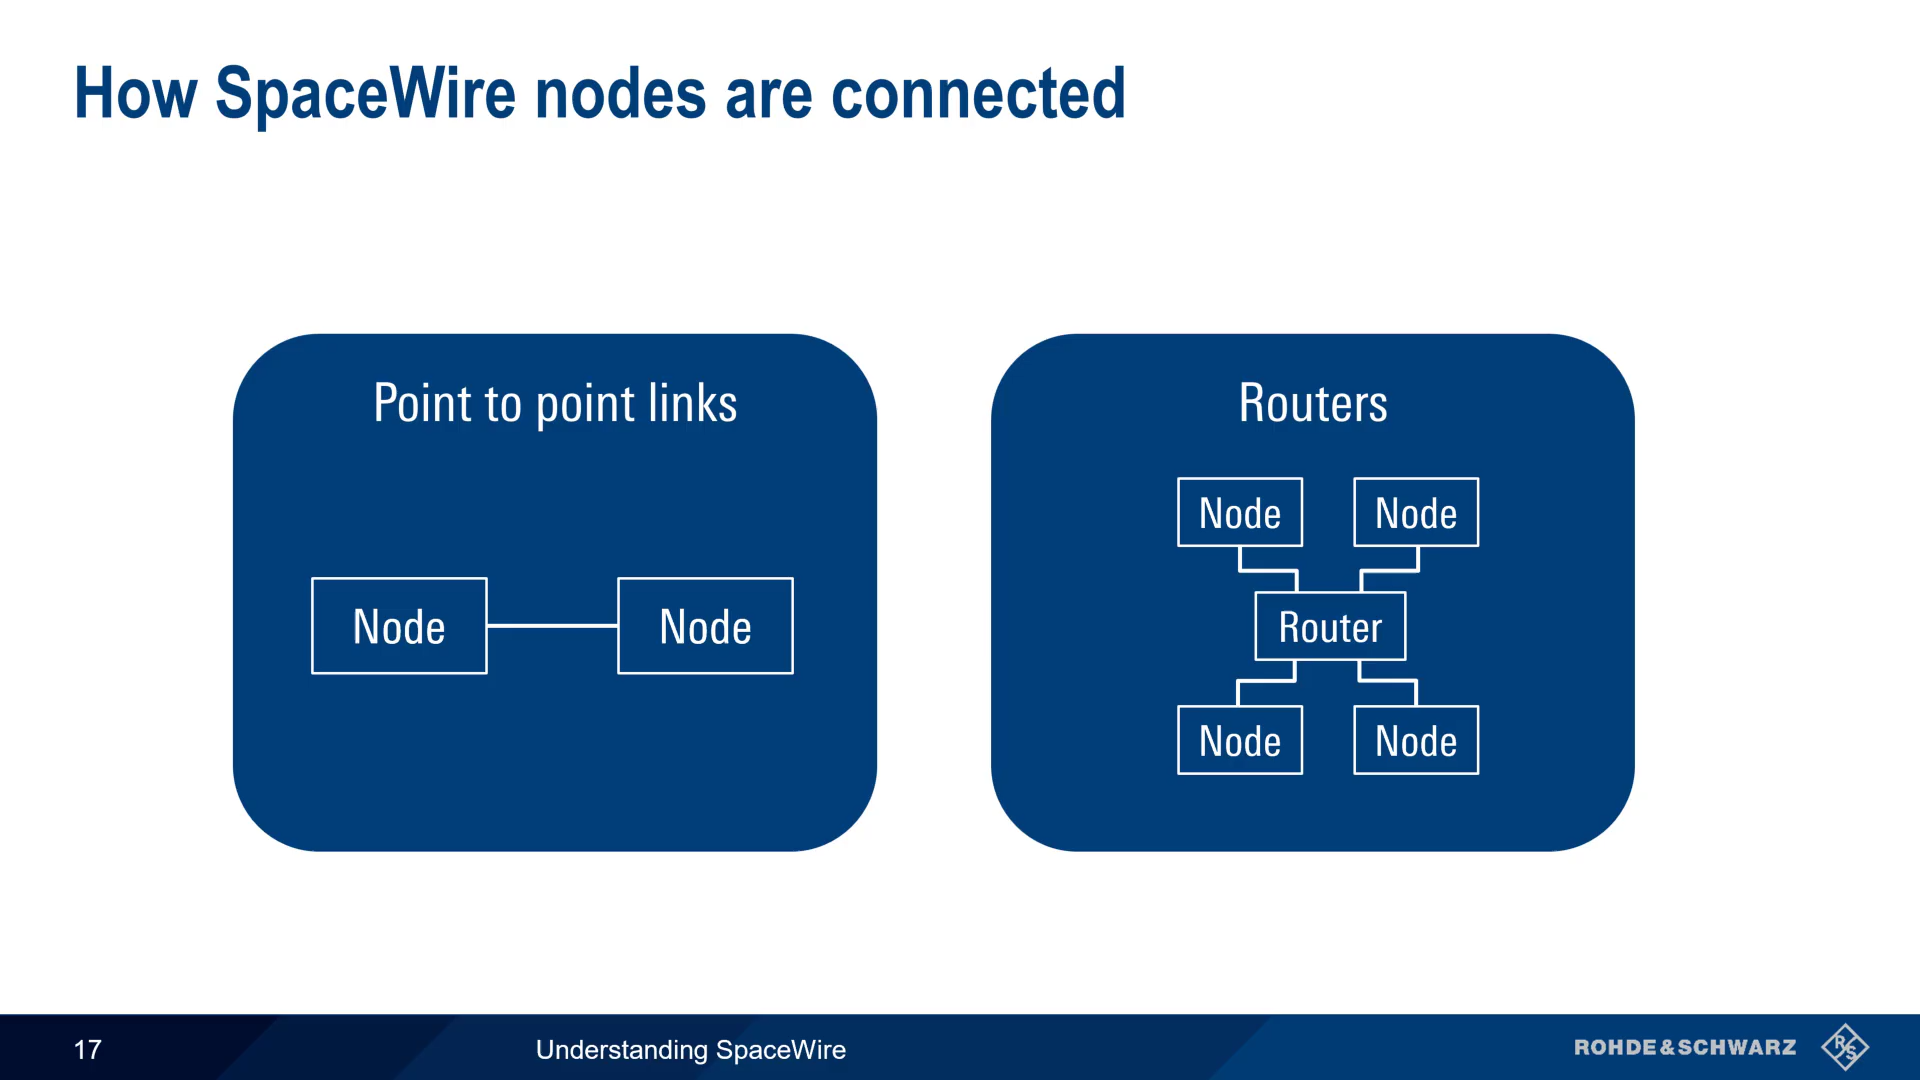 How SpaceWire nodes are connected
Point to point links
Node
Node
Routers
Node
Node
Router
Node
Node
17
Understanding SpaceWire
ROHDE & SCHWARZ
R/S